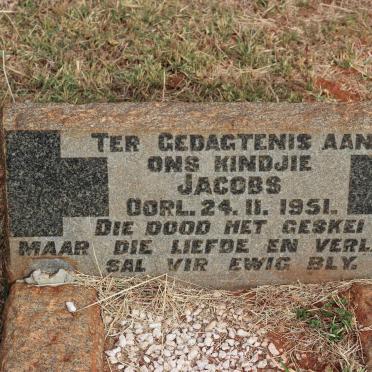 TER GEDAGTENIS AAN
ONS KINDJIE
JACOBS
OORL. 24. 11. 1951.
DIE DOOD HET GESKEI
MAAR DIE LIEFDE EN VERL
SAL VIR EWIG BLY.